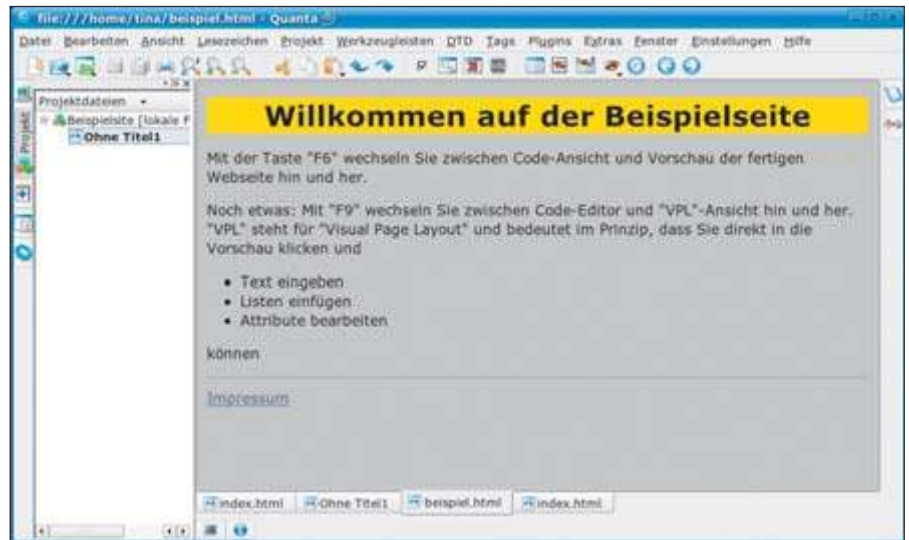 file:///home/tina/beispiel.html - Quanta
Datei Bearbeiten Ansicht Lesezeichen Projekt Werkzeugleisten DTD Tags Plugins Extras Fenster Einstellungen Hilfe
Projektdateien
Beispielsite [lokale F
Ohne Titel1
Projekt
Willkommen auf der Beispielseite
Mit der Taste "F6" wechseln Sie zwischen Code-Ansicht und Vorschau der fertigen
Webseite hin und her.
Noch etwas: Mit "F9" wechseln Sie zwischen Code-Editor und "VPL"-Ansicht hin und her.
"VPL" steht für "Visual Page Layout" und bedeutet im Prinzip, dass Sie direkt in die
Vorschau klicken und
• Text eingeben
• Listen einfügen
• Attribute bearbeiten
können
Impressum
index.html Ohne Titel1 beispiel.html index.html